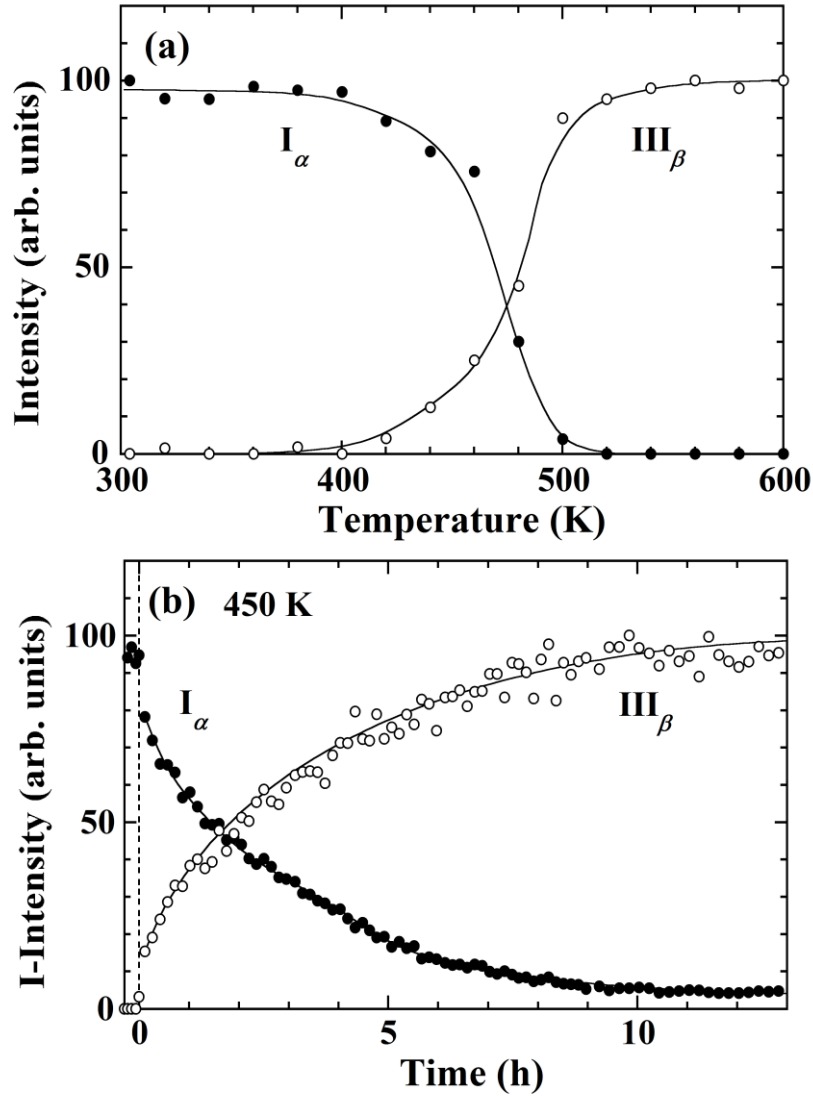 (a)
100
50
0
I α
III β
Intensity (arb. units)
300 400 500 600
Temperature (K)
(b) 450 K
100
50
0
I α
III β
I-Intensity (arb. units)
0 5 10
Time (h)